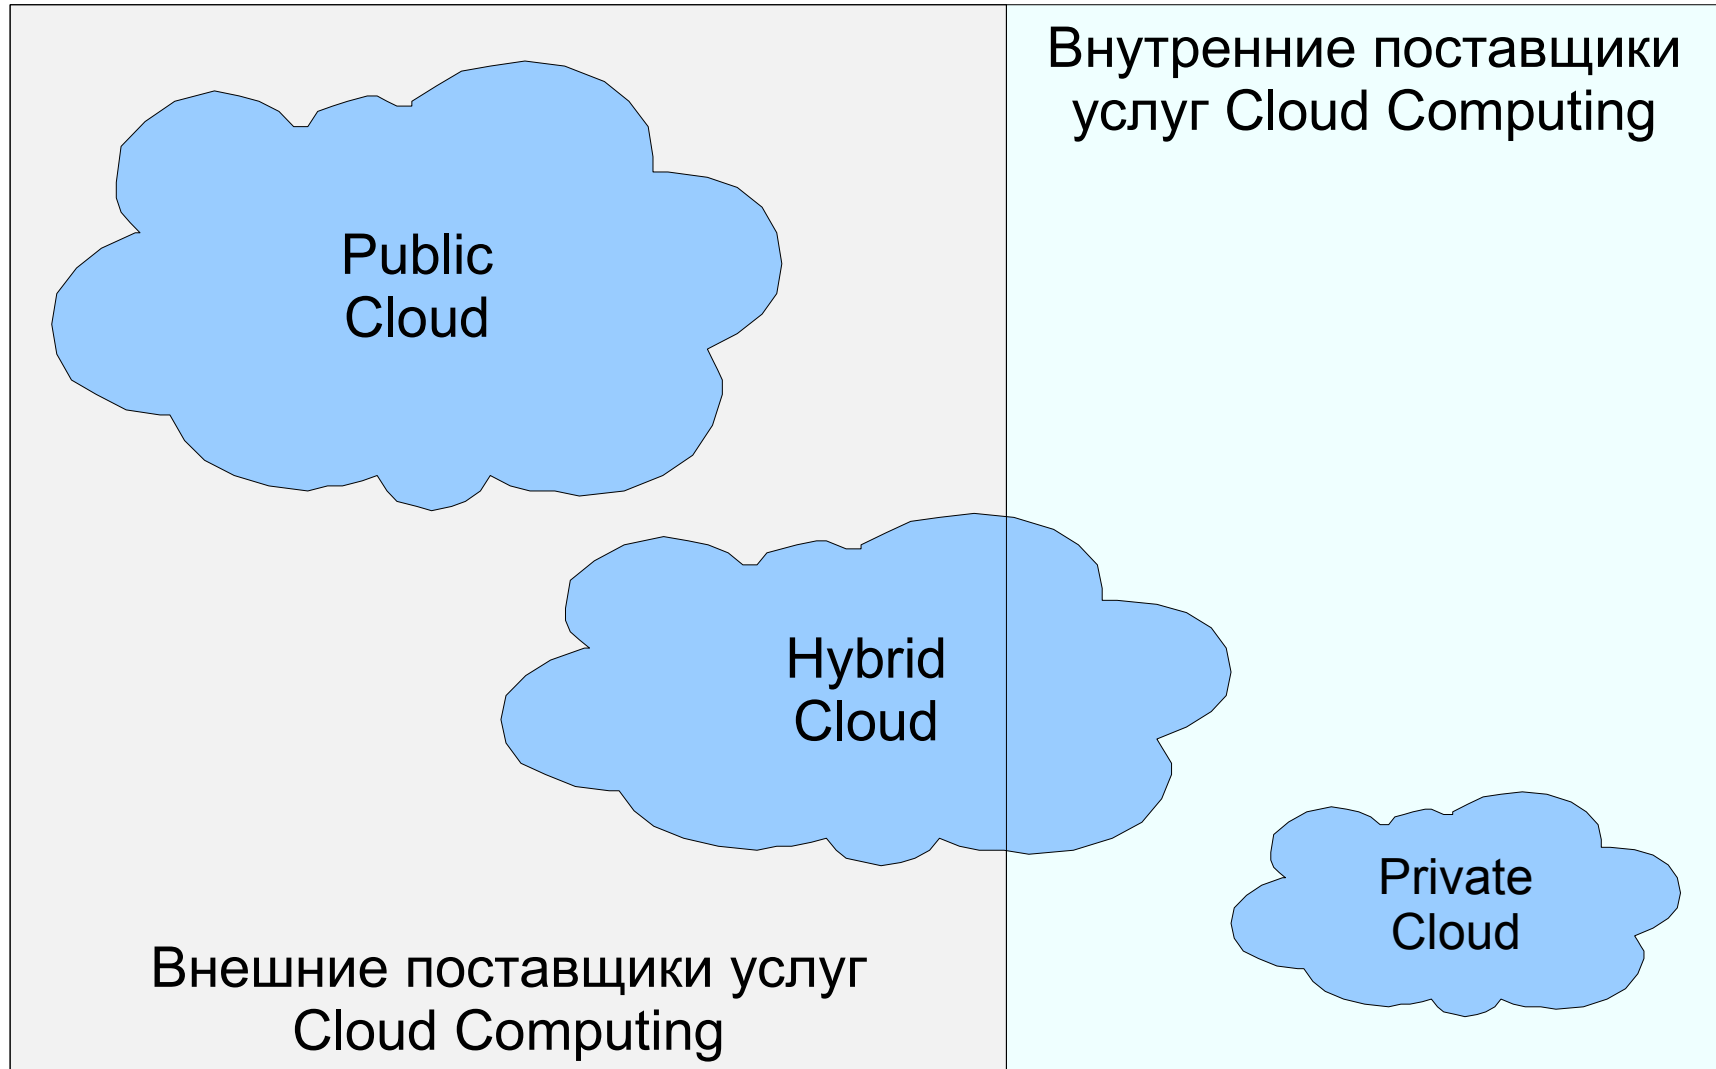 Внутренние поставщики
услуг Cloud Computing
Public
Cloud
Hybrid
Cloud
Private
Cloud
Внешние поставщики услуг
Cloud Computing